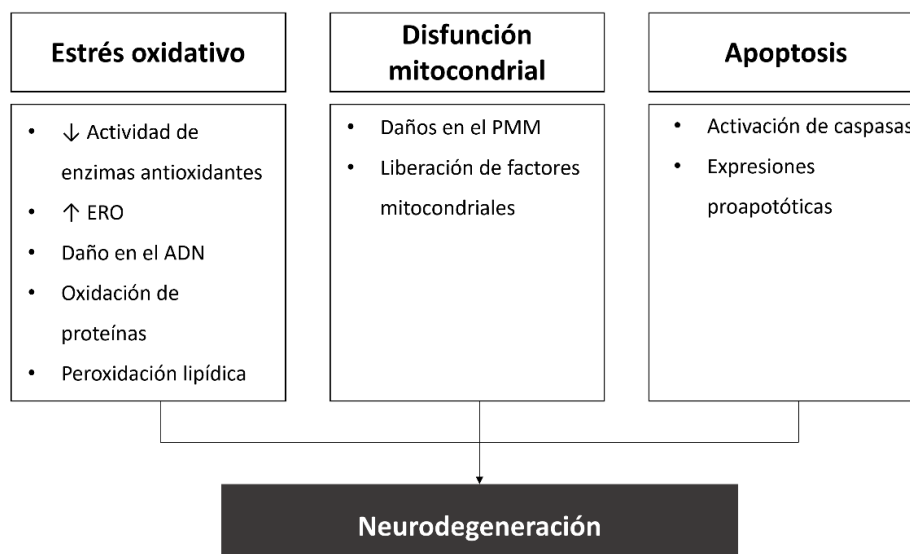 Estrés oxidativo
• ↓ Actividad de
enzimas antioxidantes
• ↑ ERO
• Daño en el ADN
• Oxidación de
proteínas
• Peroxidación lipídica
Disfunción
mitocondrial
• Daños en el PMM
• Liberación de factores
mitocondriales
Apoptosis
• Activación de caspasas
• Expresiones
proapotóticas
Neurodegeneración